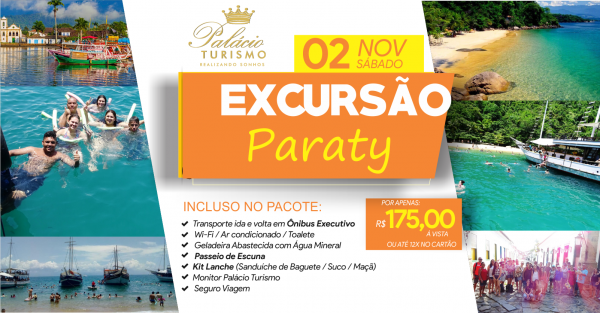 Palácio
TURISMO
REALIZANDO SONHOS
02 NOV
SÁBADO
EXCURSÃO
Paraty
INCLUSO NO PACOTE:
Transporte ida e volta em Ônibus Executivo
Wi-Fi / Ar condicionado / Toalete
Geladeira Abastecida com Água Mineral
Passeio de Escuna
Kit Lanche (Sanduiche de Baguete / Suco / Maçã)
Monitor Palácio Turismo
Seguro Viagem
POR APENAS:
R$ 175,00
À VISTA
OU ATÉ 12X NO CARTÃO